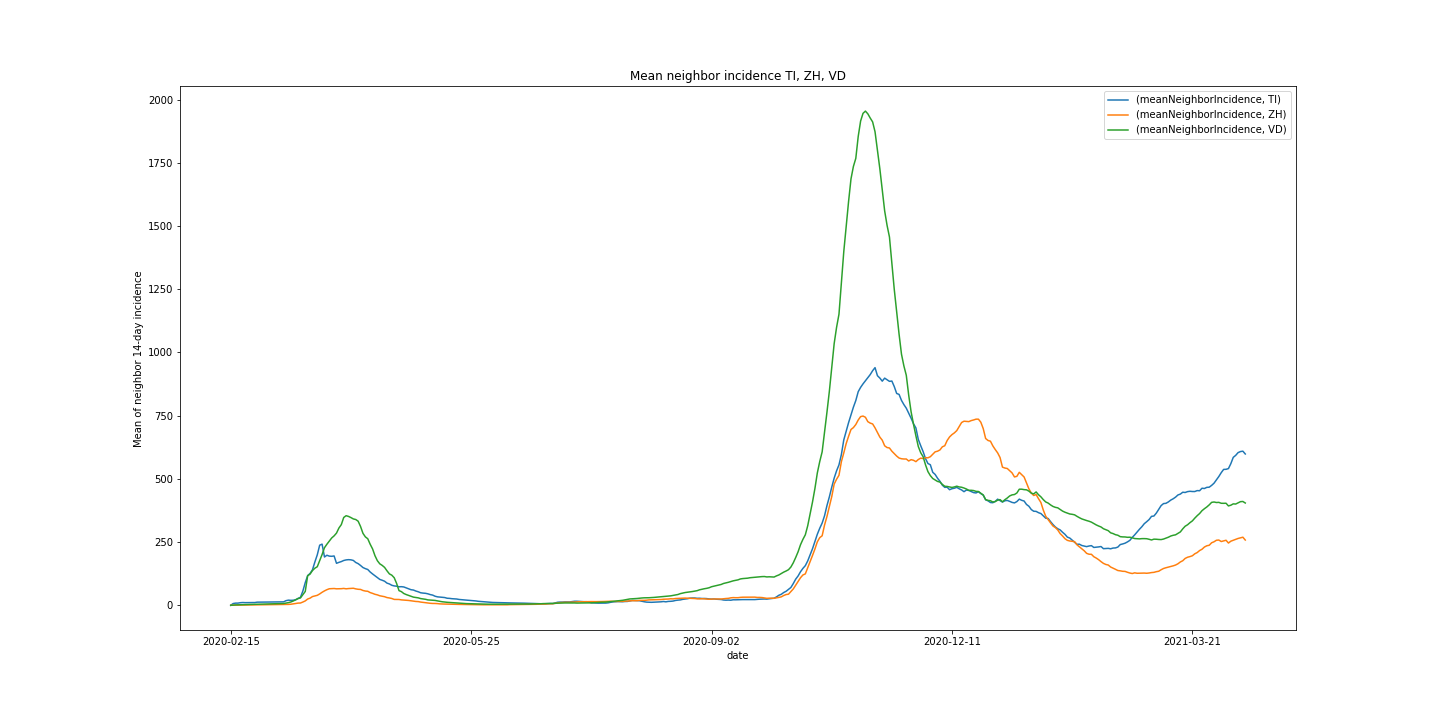 Mean neighbor incidence TI, ZH, VD
(meanNeighborIncidence, TI)
(meanNeighborIncidence, ZH)
(meanNeighborIncidence, VD)
Mean of neighbor 14-day incidence
2000
1750
1500
1250
1000
750
500
250
0
2020-02-15
2020-05-25
2020-09-02
2020-12-11
2021-03-21
date